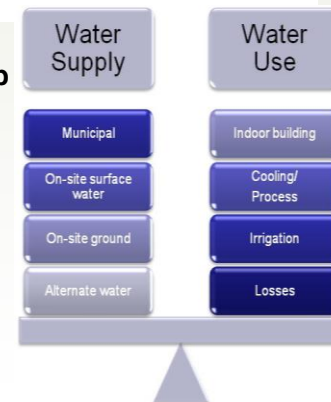 Water
Supply
Water
Use
Municipal
On-site surface
water
On-site ground
Alternate water
Indoor building
Cooling/
Process
Irrigation
Losses